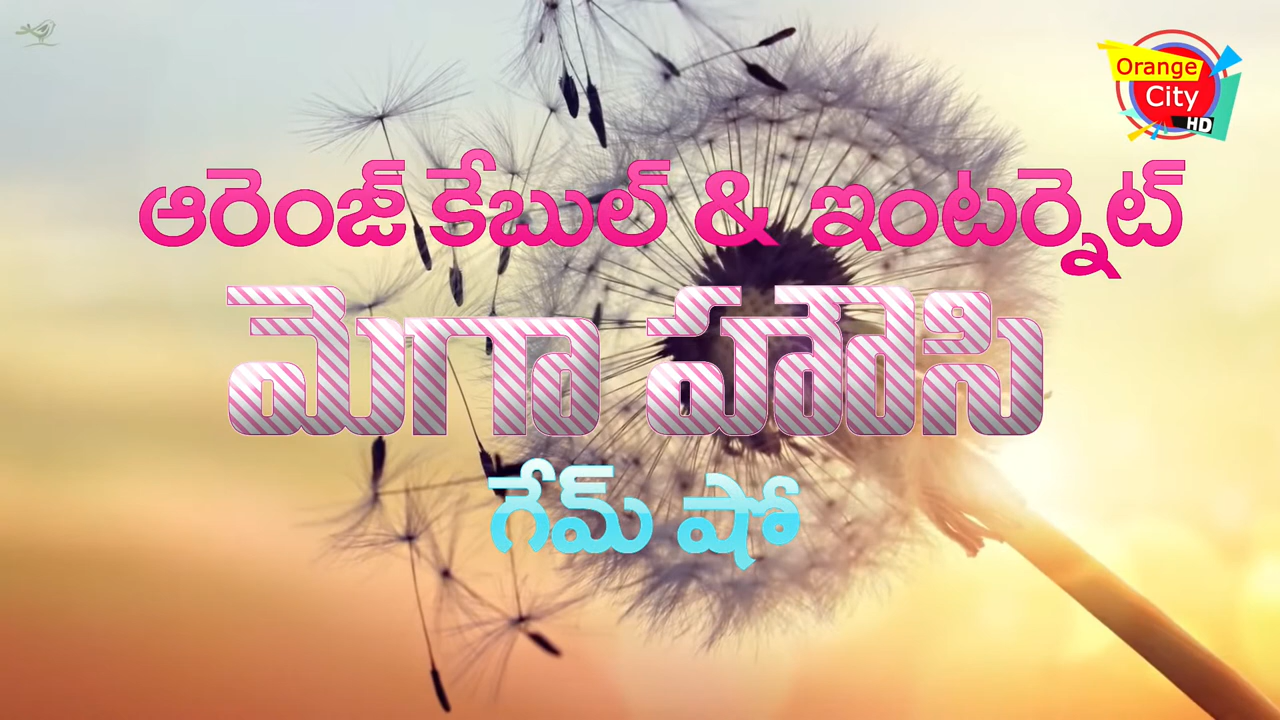 Orange
City
HD
ఆరెంజ్ కేబుల్ & ఇంటర్నెట్
మెగా హౌసి
గేమ్ షో